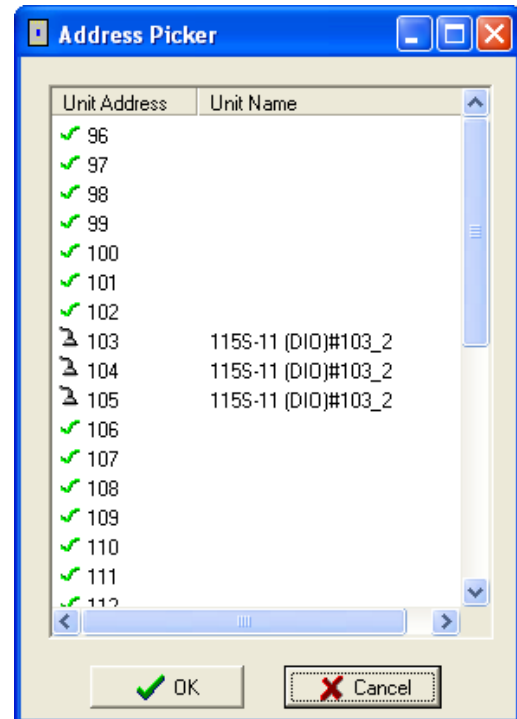 Address Picker
Unit Address Unit Name
96
97
98
99
100
101
102
103 115S-11 (DIO)#103_2
104 115S-11 (DIO)#103_2
105 115S-11 (DIO)#103_2
106
107
108
109
110
111
112
OK Cancel